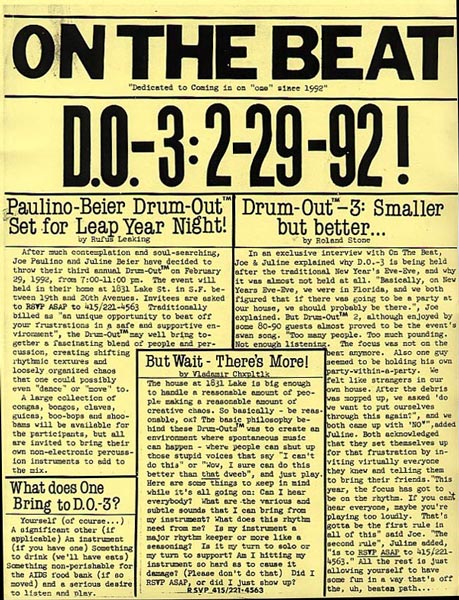 ON THE BEAT
"Dedicated to Coming in on "one" since 1992"
D.O.-3:2-29-92!
Paulino-Beier Drum-Out™
Set for Leap Year Night!
by Rufus Leaking
After much contemplation and soul-searching,
Joe Paulino and Juline Beier have decided to
throw their third annual Drum-Out™ on February
29, 1992, from 7:00-11:00 pm. The event will
held in their home at 1831 Lake St. in S.F. be-
tween 19th and 20th Avenues. Invitees are asked
to RSVP ASAP to 415/221-4563 Traditionally
billed as "an unique opportunity to beat off
your frustrations in a safe and supportive en-
vironment", the Drum-Out™ may well bring to-
gether a fascinating blend of people and per-
cussion, creating shifting
rhythmic textures and
loosely organized chaos
that one could possibly
even "dance" or "move" to.
A large collection of
congas, bongos, claves,
guicas, boo-bops and shoo-
bams will be available for
the participants, but all
are invited to bring their
own non-electronic percuss-
ion instruments to add to
the mix.
What does One
Bring to D.O.-3?
Yourself (of course...)
A significant other (if
applicable) An instrument
(if you have one) Something
to drink (we'll have eats)
Something non-perishable for
the AIDS food bank (if so
moved) and a serious desire
to listen and play.
But Wait - There's More!
by Vladamir Chxpltlk
The house at 1831 Lake is big enough
to handle a reasonable amount of peo-
ple making a reasonable amount of
creative chaos. So basically - be reas-
onable, ok? The basic philosophy be-
hind these Drum-Outs™ was to create an
environment where spontaneous music
can happen - where people can shut up
those stupid voices that say "I can't
do this" or "Wow, I sure can do this
better than that dweeb", and just play.
Here are some things to keep in mind
while it's all going on: Can I hear
everybody? What are the various and
subtle sounds that I can bring from
my instrument? What does this rhythm
need from me? Is my instrument a
major rhythm keeper or more like a
seasoning? Is it my turn to solo or
my turn to support? Am I hitting my
instrument so hard as to cause it
damage? (Please don't do that) Did I
RSVP ASAP, or did I just show up?
RSVP 415/221-4563
Drum-Out™-3: Smaller
but better...
by Roland Stone
In an exclusive interview with On The Beat,
Joe & Juline explained why D.O.-3 is being held
after the traditional New Year's Eve-Eve, and why
it was almost not held at all. "Basically, on New
Years Eve-Eve, we were in Florida, and we both
figured that if there was going to be a party at
our house, we should probably be there.", Joe
explained. But Drum-Out™ 2, although enjoyed by
some 80-90 guests almost proved to be the event's
swan song. "Too many people. Too much pounding,
not enough listening. The focus was not on the
beat anymore. Also one guy
seemed to be holding his own
party-within-a-party. We
felt like strangers in our
own house. After the debris
was mopped up, we asked 'do
we want to put ourselves
through this again?', and we
both came up with 'NO'",added
Juline. Both acknowledged
that they set themselves up
for that frustration by in-
viting virtually everyone
they knew and telling them
to bring their friends."This
year, the focus has got to
be on the rhythm. If you can't
hear everyone, maybe you're
playing too loudly. That's
gotta be the first rule in
all of this" said Joe. "The
second rule", Juline added,
"is to RSVP ASAP to 415/221-
4563." All the rest is just
allowing yourself to have
some fun in a way that's off
the, uh, beaten path...